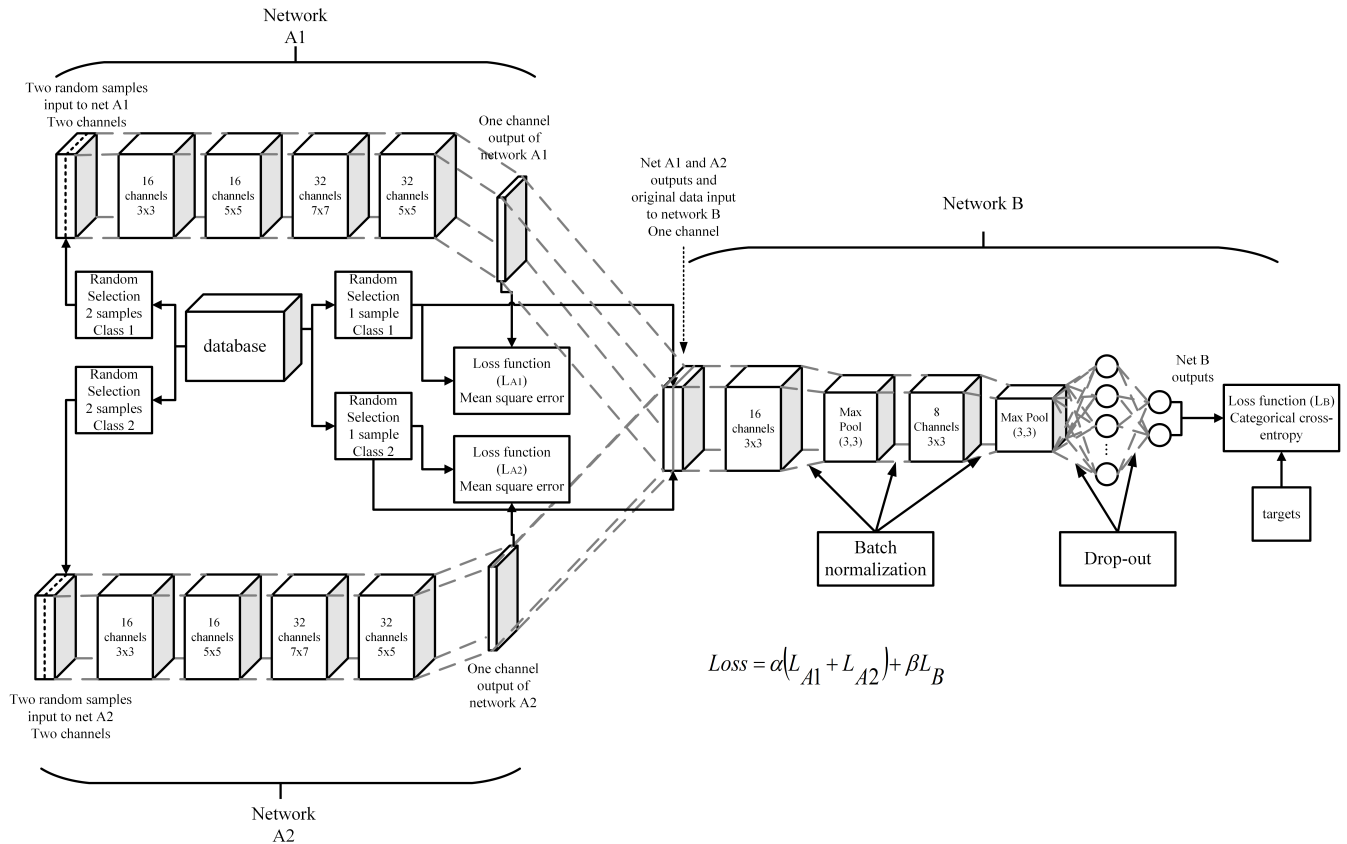 Network
A1
Two random samples
input to net A1
Two channels
16
channels
3x3
16
channels
5x5
32
channels
7x7
32
channels
5x5
One channel
output of
network A1
Net A1 and A2
outputs and
original data input
to network B
One channel
Network B
Random
Selection
2 samples
Class 1
Random
Selection
2 samples
Class 2
database
Random
Selection
1 sample
Class 1
Random
Selection
1 sample
Class 2
Loss function
(LA1)
Mean square error
Loss function
(LA2)
Mean square error
16
channels
3x3
Max
Pool
(3,3)
8
Channels
3x3
Max Pool
(3,3)
Net B
outputs
Loss function (LB)
Categorical cross-
entropy
targets
Batch
normalization
Drop-out
16
channels
3x3
16
channels
5x5
32
channels
7x7
32
channels
5x5
One channel
output of
network A2
Two random samples
input to net A2
Two channels
Network
A2
Loss = α(L_A1 + L_A2) + βL_B